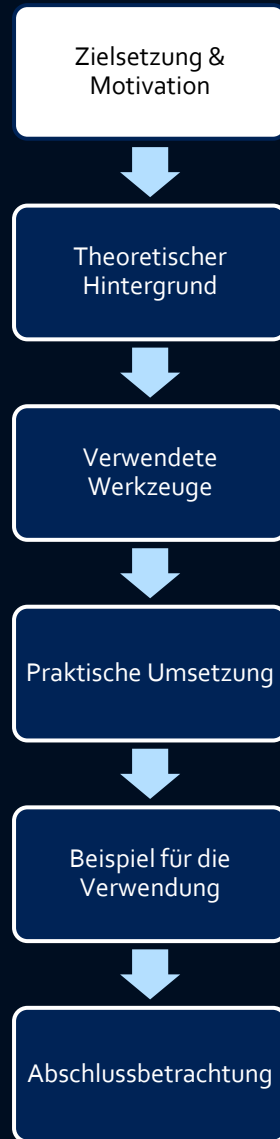 Zielsetzung &
Motivation
Theoretischer
Hintergrund
Verwendete
Werkzeuge
Praktische Umsetzung
Beispiel für die
Verwendung
Abschlussbetrachtung